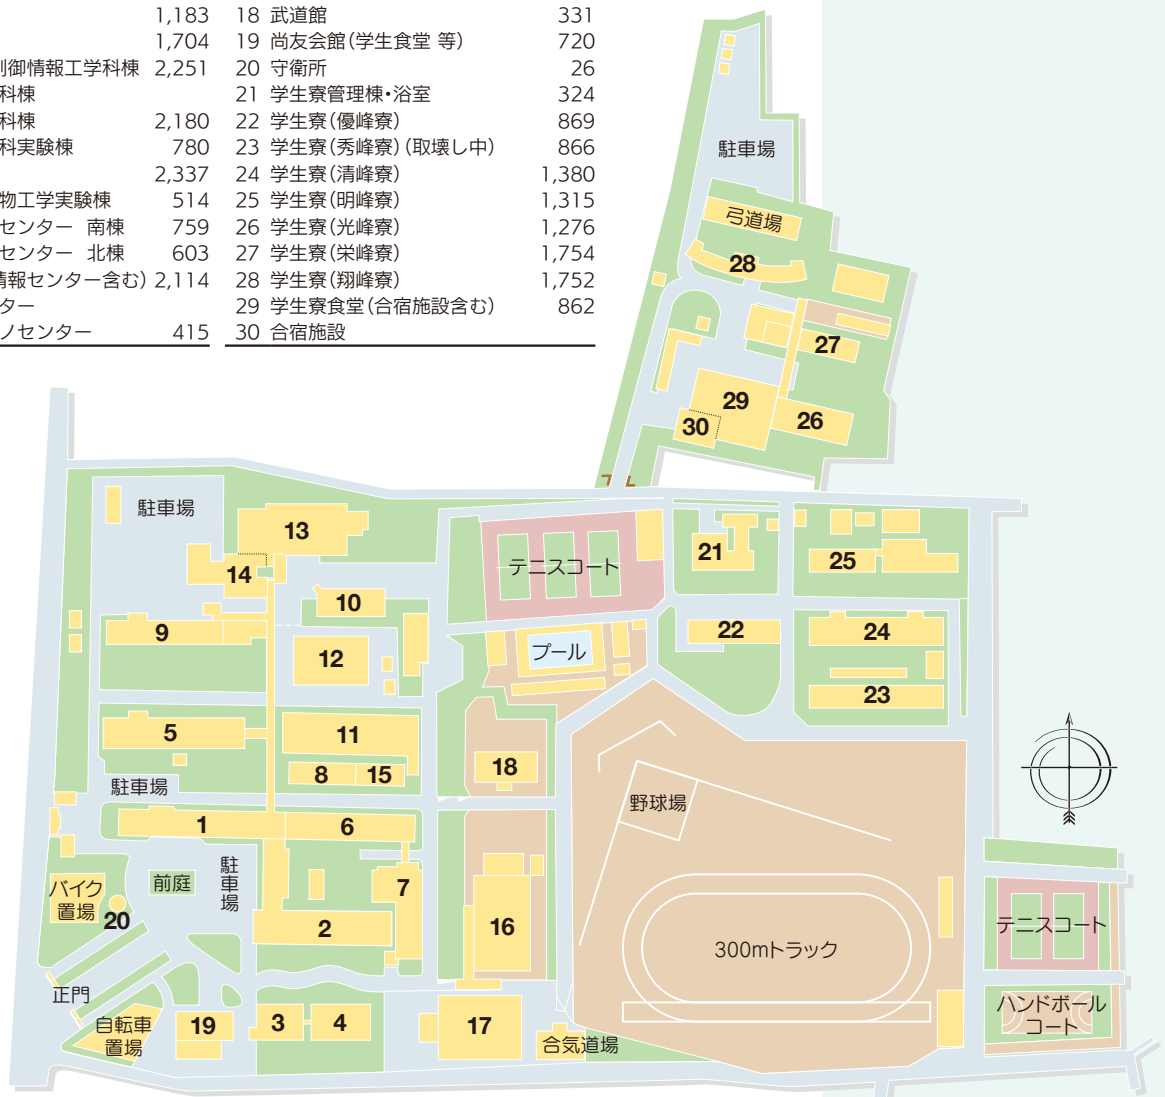 1,183
1,704
制御情報工学科棟 2,251
科棟
科棟 2,180
科実験棟 780
2,337
物工学実験棟 514
センター 南棟 759
センター 北棟 603
情報センター含む) 2,114
ター
ノセンター 415
18 武道館 331
19 尚友会館(学生食堂 等) 720
20 守衛所 26
21 学生寮管理棟・浴室 324
22 学生寮(優峰寮) 869
23 学生寮(秀峰寮)(取壊し中) 866
24 学生寮(清峰寮) 1,380
25 学生寮(明峰寮) 1,315
26 学生寮(光峰寮) 1,276
27 学生寮(栄峰寮) 1,754
28 学生寮(翔峰寮) 1,752
29 学生寮食堂(合宿施設含む) 862
30 合宿施設
駐車場
弓道場
28
27
29
26
30
駐車場
13
14
10
9
12
5
11
8
15
駐車場
1
6
駐車場
前庭
バイク
置場
20
7
2
正門
自転車
置場
19
3
4
テニスコート
プール
18
16
17
合気道場
21
25
22
24
23
野球場
300mトラック
テニスコート
ハンドボール
コート